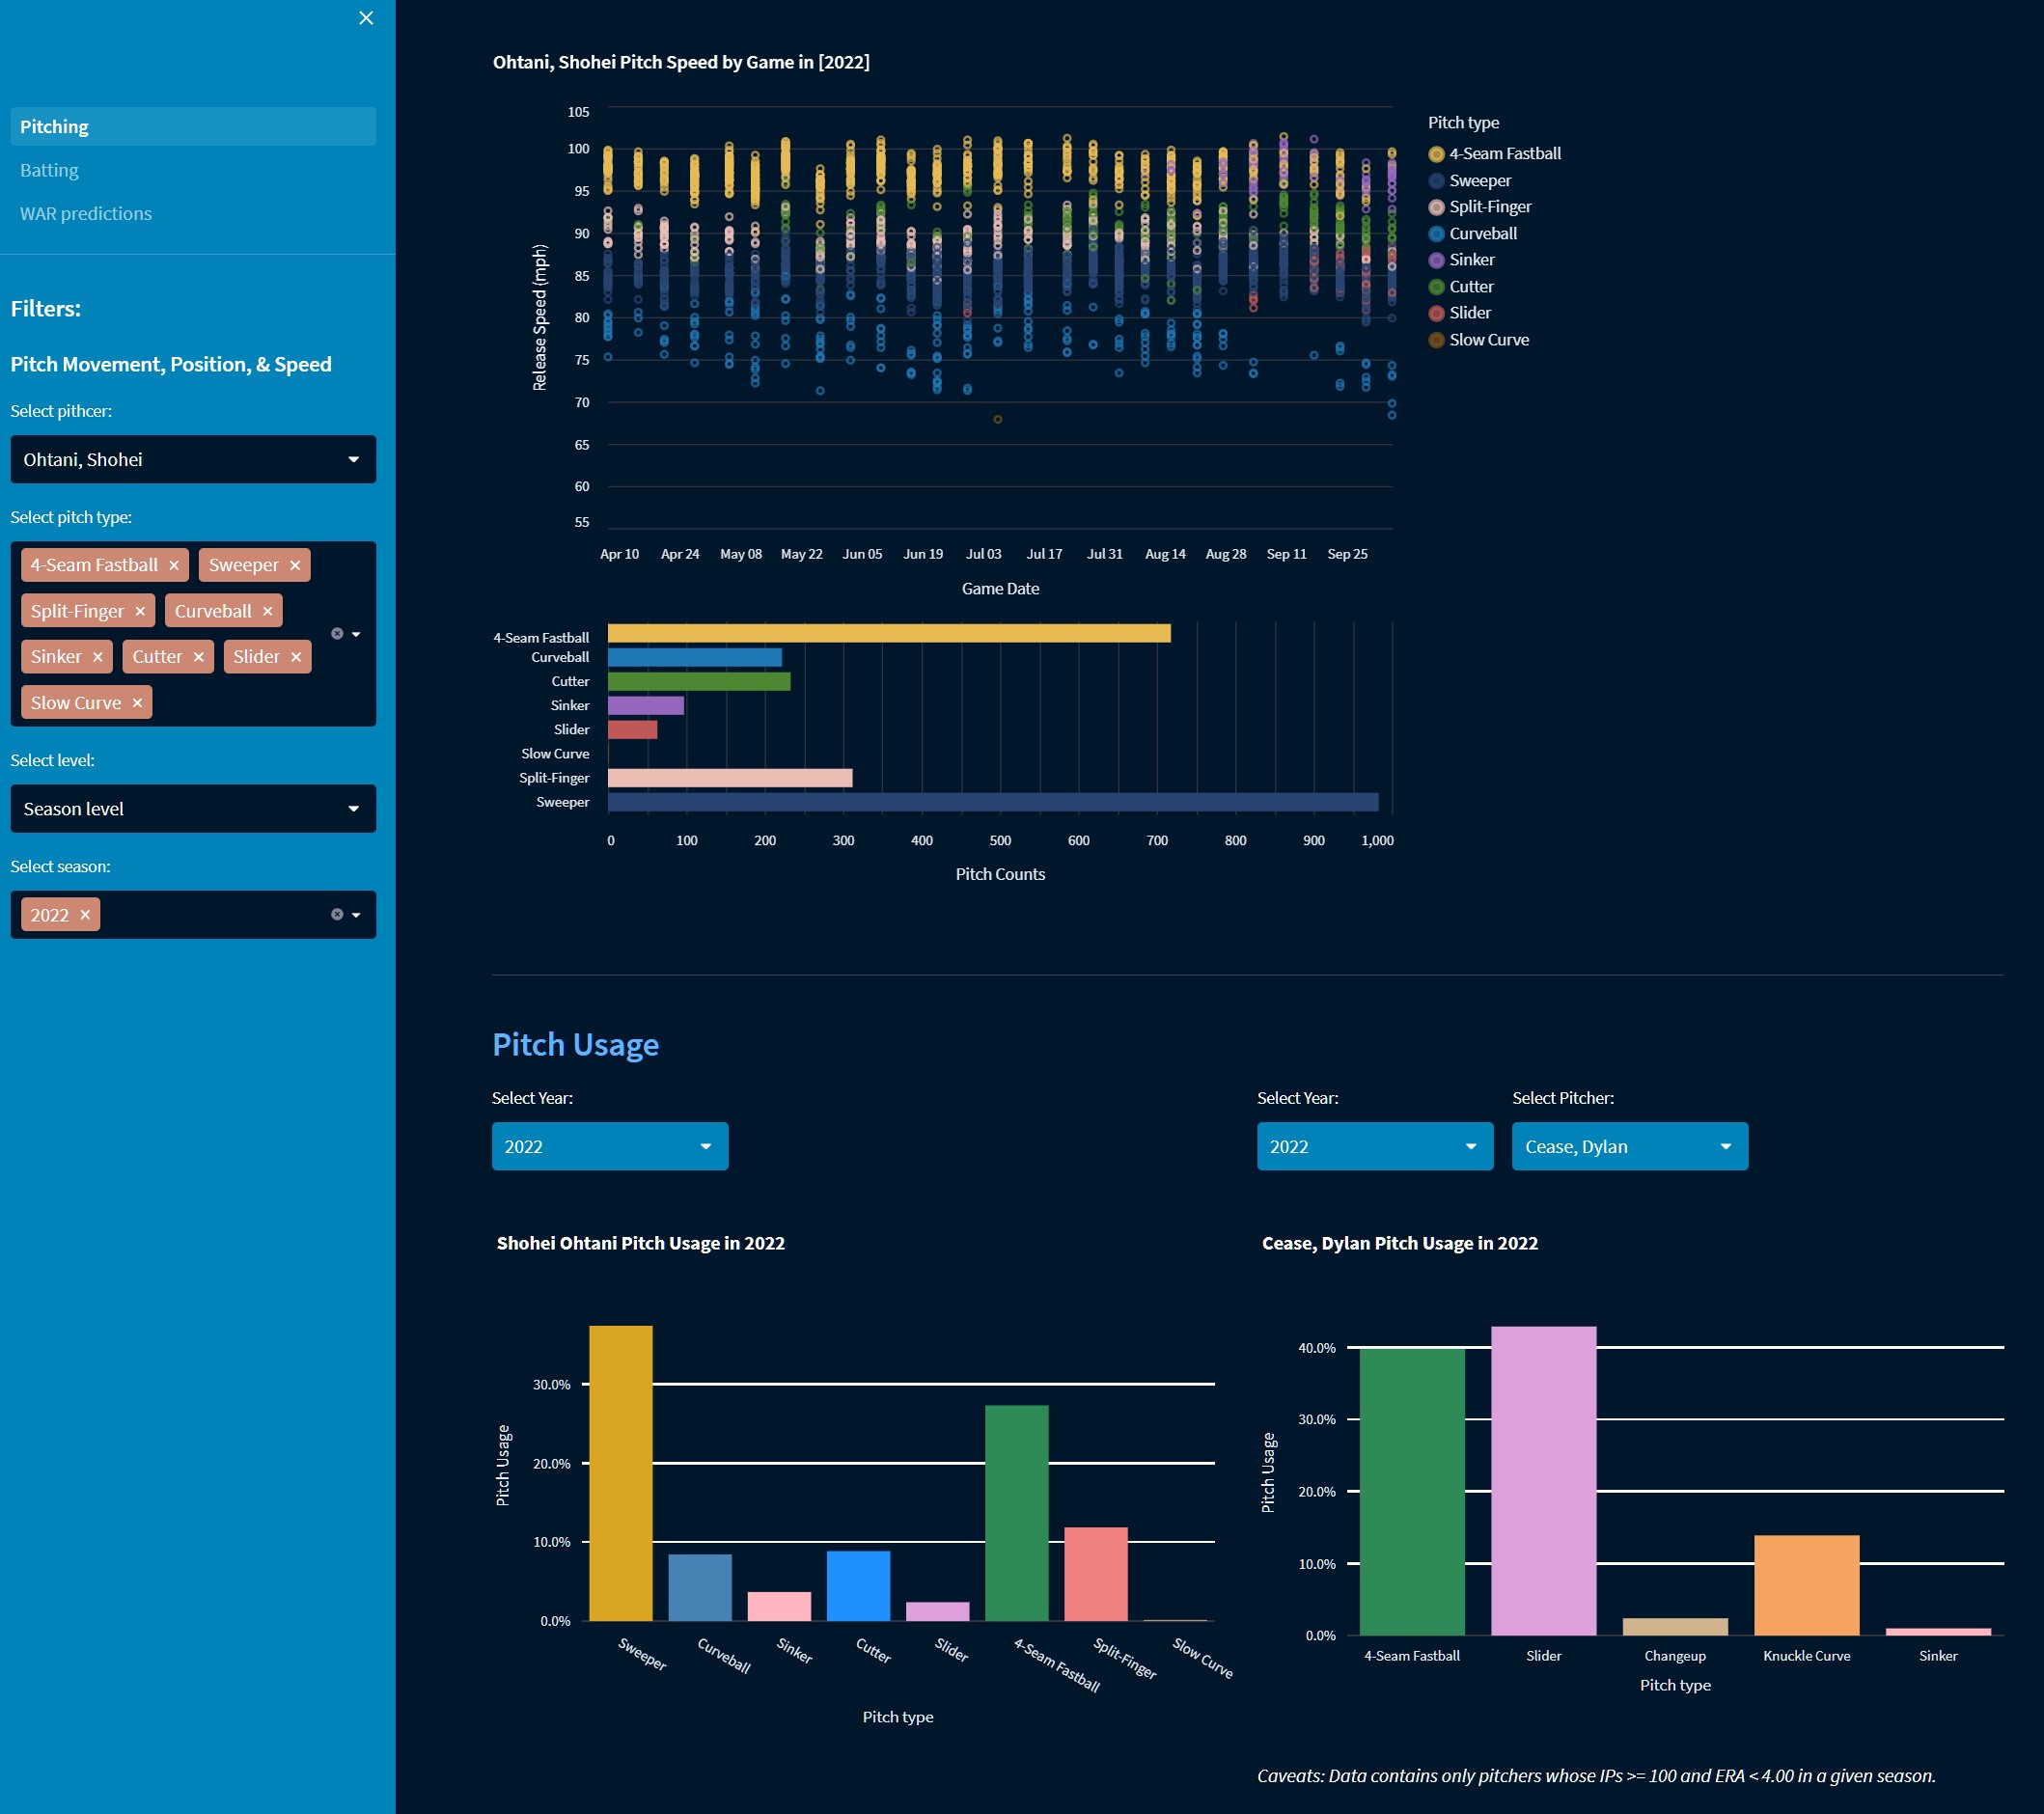 Pitching
Batting
WAR predictions
Filters:
Pitch Movement, Position, & Speed
Select pithcer:
Ohtani, Shohei
Select pitch type:
4-Seam Fastball × Sweeper ×
Split-Finger × Curveball ×
Sinker × Cutter × Slider ×
Slow Curve ×
Select level:
Season level
Select season:
2022 ×
Ohtani, Shohei Pitch Speed by Game in [2022]
105
100
95
90
85
80
75
70
65
60
55
Release Speed (mph)
Apr 10 Apr 24 May 08 May 22 Jun 05 Jun 19 Jul 03 Jul 17 Jul 31 Aug 14 Aug 28 Sep 11 Sep 25
Game Date
Pitch type
4-Seam Fastball
Sweeper
Split-Finger
Curveball
Sinker
Cutter
Slider
Slow Curve
4-Seam Fastball
Curveball
Cutter
Sinker
Slider
Slow Curve
Split-Finger
Sweeper
0 100 200 300 400 500 600 700 800 900 1,000
Pitch Counts
Pitch Usage
Select Year:
2022
Select Year: Select Pitcher:
2022 Cease, Dylan
Shohei Ohtani Pitch Usage in 2022
30.0%
20.0%
10.0%
0.0%
Pitch Usage
Sweeper Curveball Sinker Cutter Slider 4-Seam Fastball Split-Finger Slow Curve
Pitch type
Cease, Dylan Pitch Usage in 2022
40.0%
30.0%
20.0%
10.0%
0.0%
Pitch Usage
4-Seam Fastball Slider Changeup Knuckle Curve Sinker
Pitch type
Caveats: Data contains only pitchers whose IPs >= 100 and ERA < 4.00 in a given season.